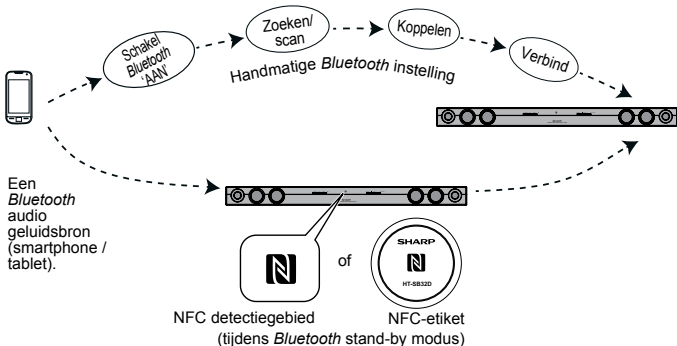 Schakel
Bluetooth
'AAN'
Zoeken/
scan
Koppelen
Verbind
Handmatige Bluetooth instelling
Een
Bluetooth
audio
geluidsbron
(smartphone /
tablet).
of
SHARP
HT-SB32D
NFC detectiegebied
NFC-etiket
(tijdens Bluetooth stand-by modus)